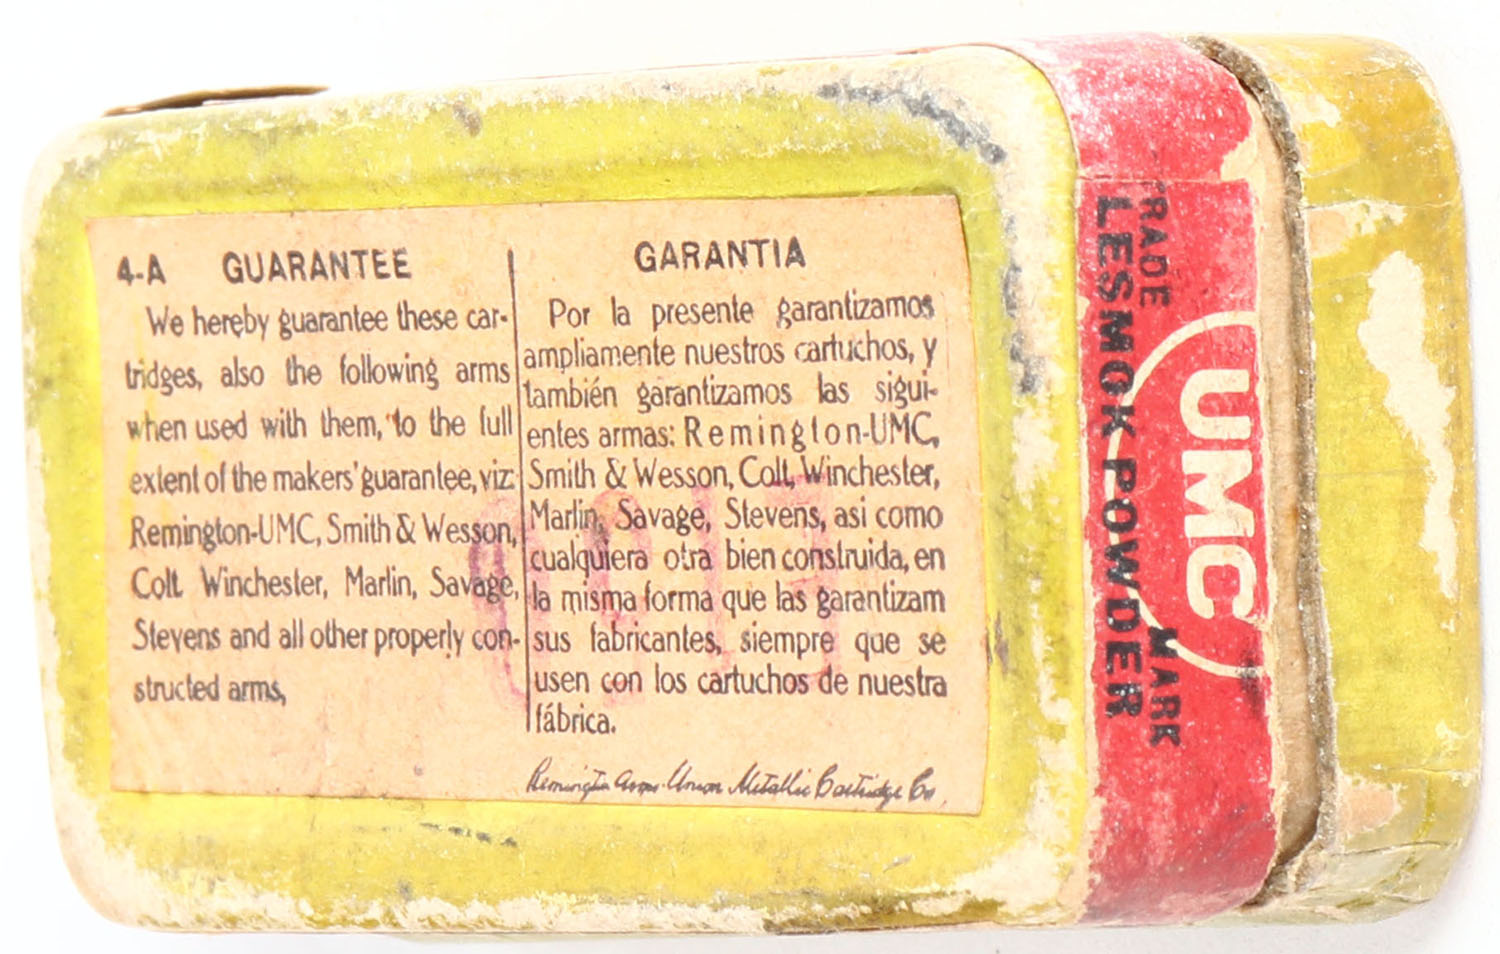 4-A GUARANTEE
We hereby guarantee these car-
tridges, also the following arms
when used with them, to the full
extent of the makers' guarantee, viz:
Remington-UMC, Smith & Wesson,
Colt. Winchester, Marlin, Savage,
Stevens and all other properly con-
structed arms,
GARANTIA
Por la presente garantizamos
ampliamente nuestros cartuchos, y
también garantizamos las sigui-
entes armas: Remington-UMC,
Smith & Wesson, Colt, Winchester,
Marlin, Savage, Stevens, asi como
cualquiera otra bien construida, en
la misma forma que las garantizam
sus fabricantes, siempre que se
usen con los cartuchos de nuestra
fábrica.
Remington Arms-Union Metallic Cartridge Co.
TRADE MARK
UMC
LESMOK POWDER